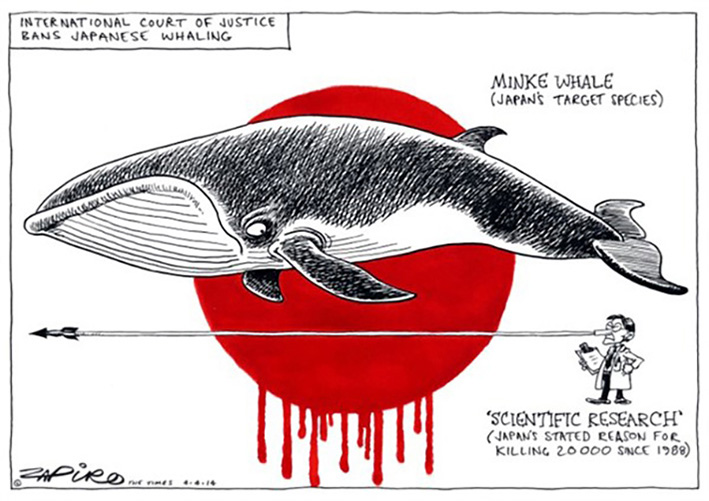 INTERNATIONAL COURT OF JUSTICE
BANS JAPANESE WHALING
MINKE WHALE
(JAPAN'S TARGET SPECIES)
'SCIENTIFIC RESEARCH'
(JAPAN'S STATED REASON FOR
KILLING 20 000 SINCE 1988)
© ZAPIRO THE TIMES 4-4-14